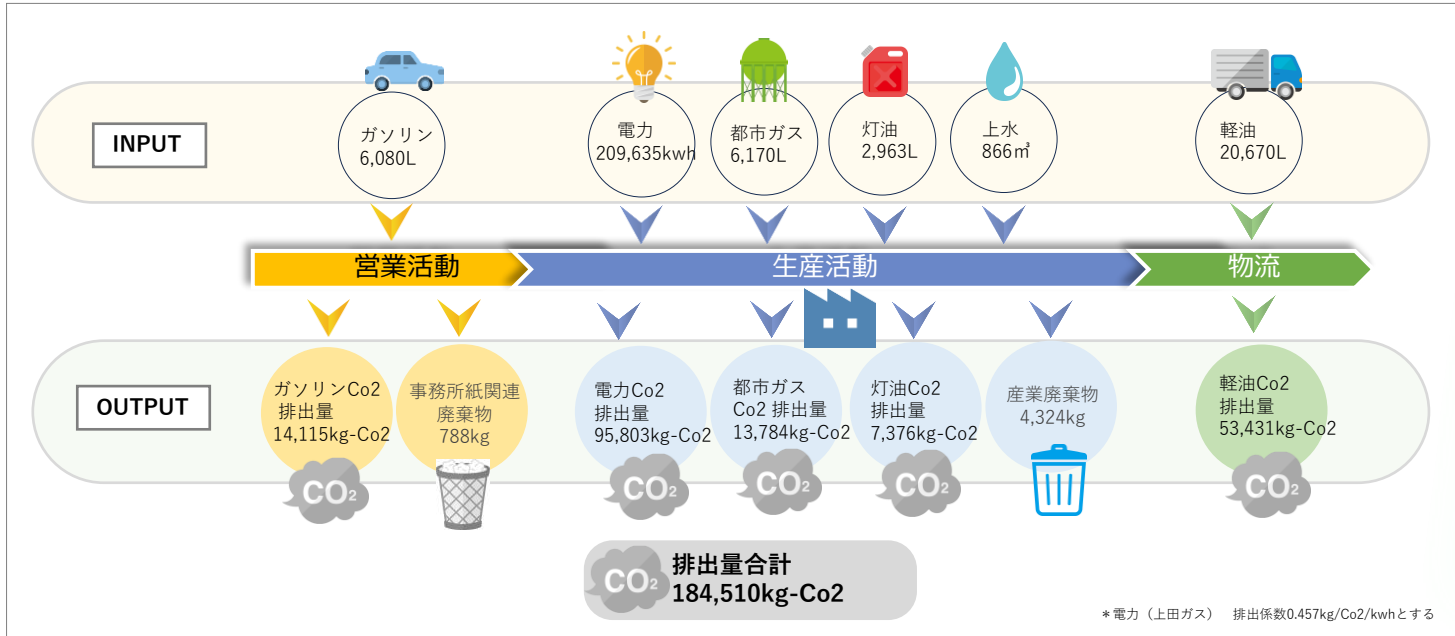 INPUT
ガソリン
6,080L
電力
209,635kwh
都市ガス
6,170L
灯油
2,963L
上水
866㎥
軽油
20,670L
営業活動
生産活動
物流
OUTPUT
ガソリンCo2
排出量
14,115kg-Co2
事務所紙関連
廃棄物
788kg
電力Co2
排出量
95,803kg-Co2
都市ガス
Co2 排出量
13,784kg-Co2
灯油Co2
排出量
7,376kg-Co2
産業廃棄物
4,324kg
軽油Co2
排出量
53,431kg-Co2
CO2
CO2
CO2
CO2
CO2
CO2
排出量合計
184,510kg-Co2
＊電力（上田ガス）　排出係数0.457kg/Co2/kwhとする